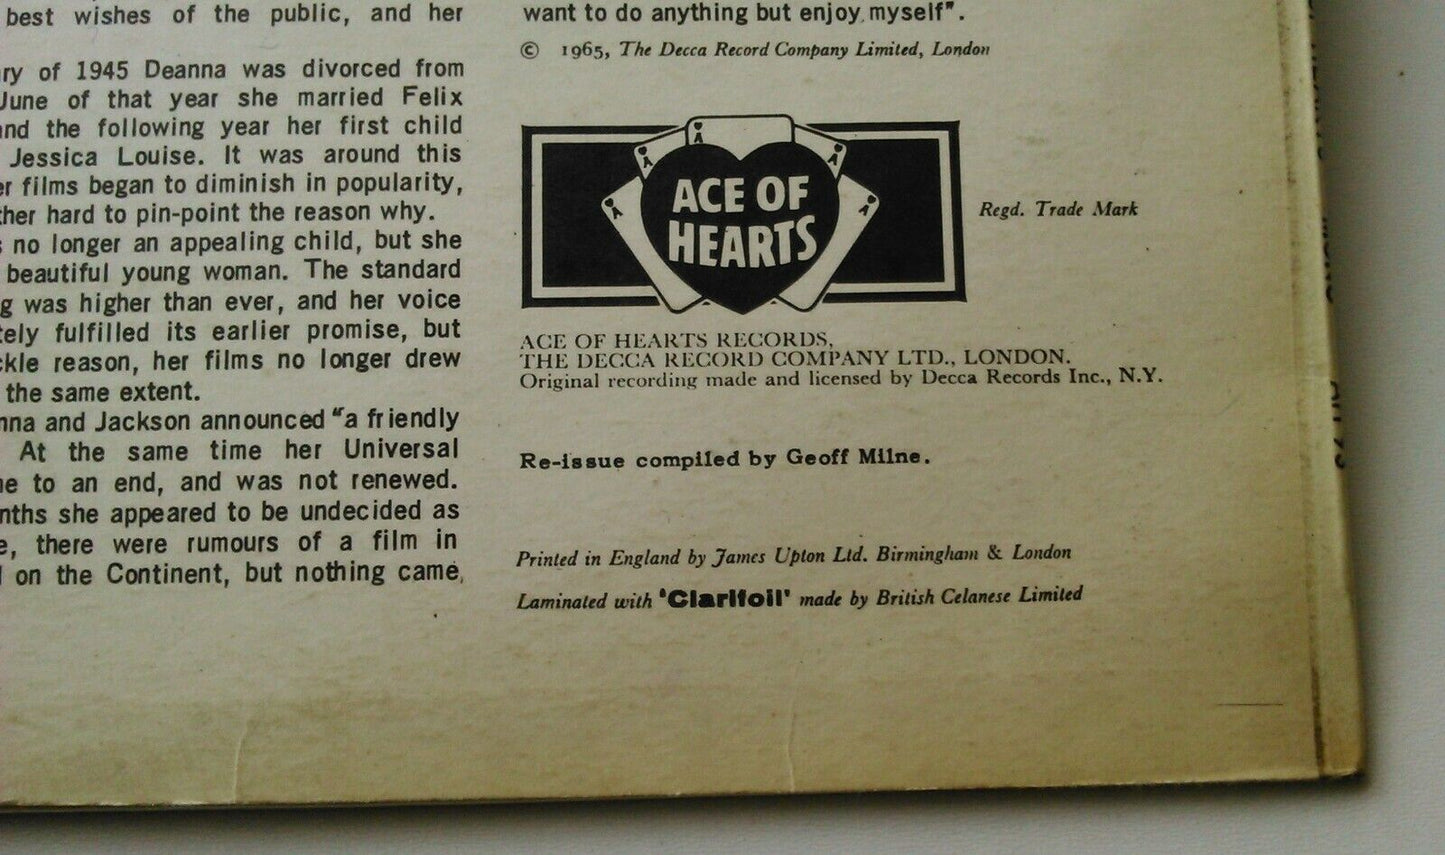 best wishes of the public, and her
of 1945 Deanna was divorced from
June of that year she married Felix
and the following year her first child
Jessica Louise. It was around this
films began to diminish in popularity,
hard to pin-point the reason why.
no longer an appealing child, but she
beautiful young woman. The standard
was higher than ever, and her voice
fulfilled its earlier promise, but
reason, her films no longer drew
the same extent.
and Jackson announced "a friendly
At the same time her Universal
to an end, and was not renewed.
she appeared to be undecided as
there were rumours of a film in
on the Continent, but nothing came
want to do anything but enjoy myself".
© 1965, The Decca Record Company Limited, London
A A A A A
ACE OF
HEARTS
Regd. Trade Mark
ACE OF HEARTS RECORDS,
THE DECCA RECORD COMPANY LTD., LONDON.
Original recording made and licensed by Decca Records Inc., N.Y.
Re-issue compiled by Geoff Milne.
Printed in England by James Upton Ltd. Birmingham & London
Laminated with 'Clarifoil' made by British Celanese Limited